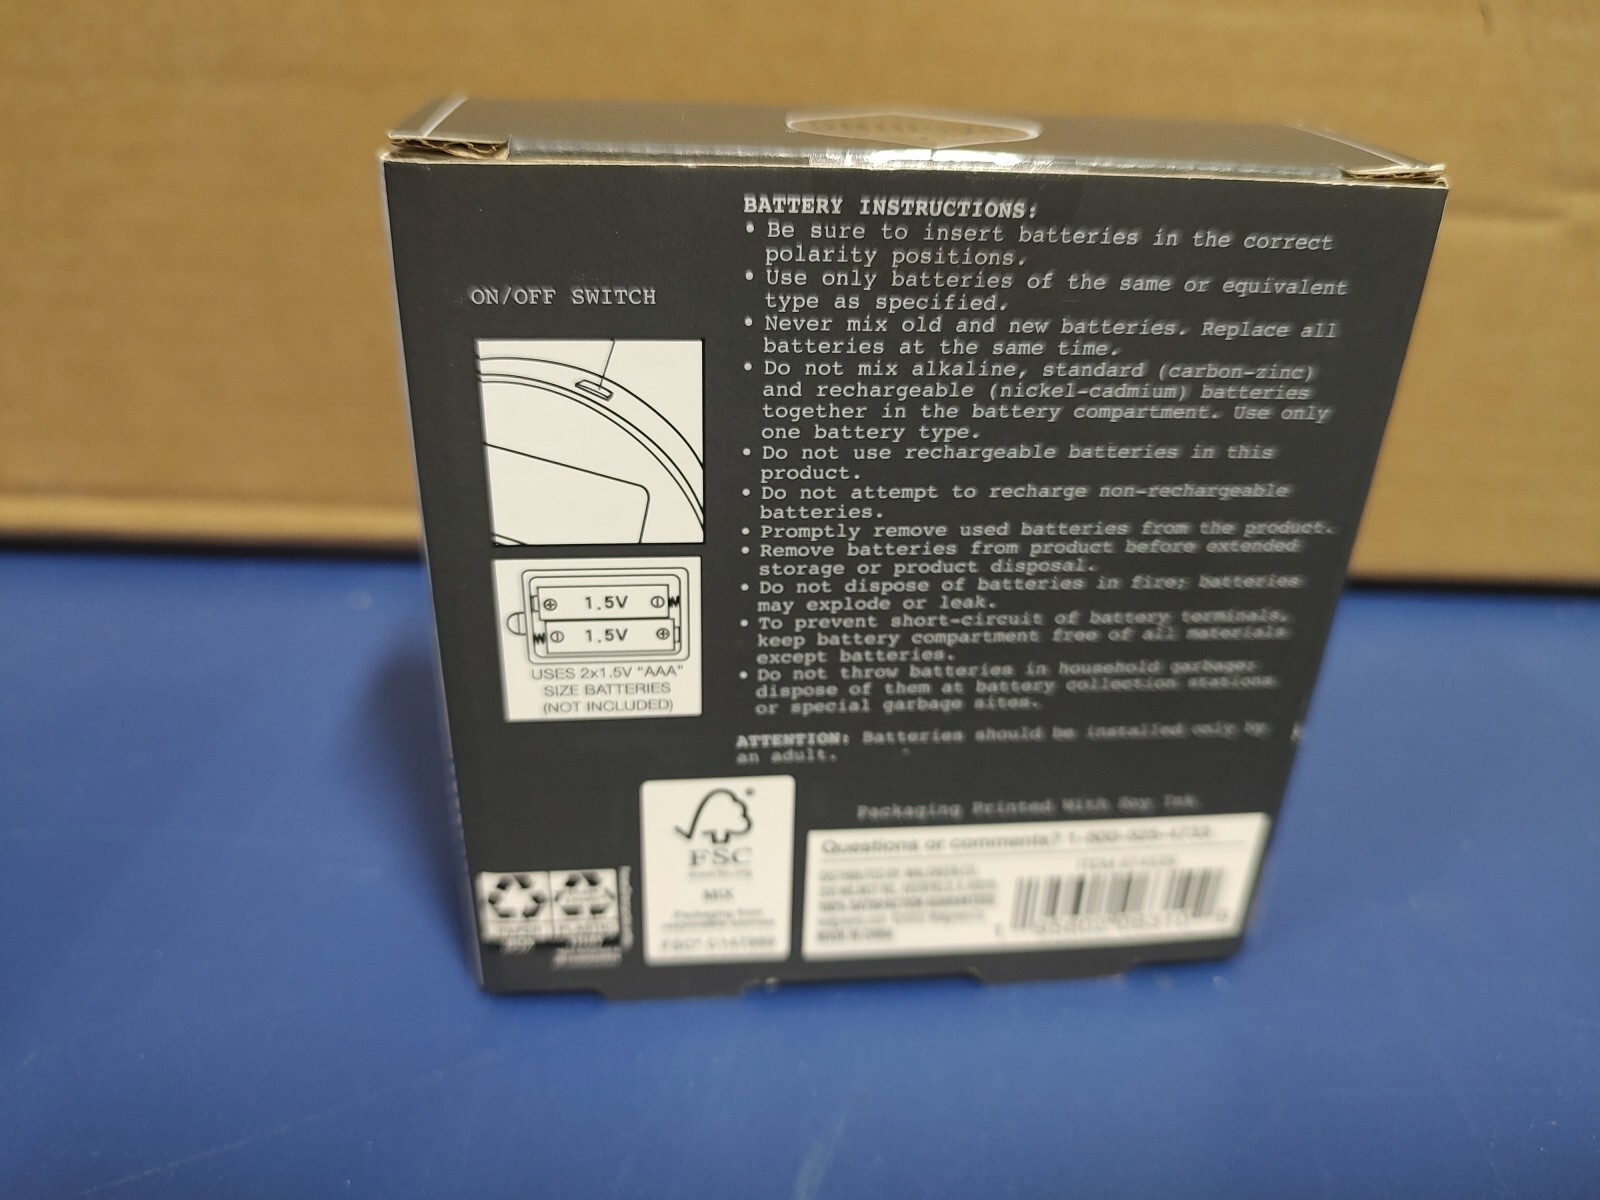 ON/OFF SWITCH
1.5V
1.5V
USES 2x1.5V "AAA"
SIZE BATTERIES
(NOT INCLUDED)
BATTERY INSTRUCTIONS:
• Be sure to insert batteries in the correct
polarity positions.
• Use only batteries of the same or equivalent
type as specified.
• Never mix old and new batteries. Replace all
batteries at the same time.
• Do not mix alkaline, standard (carbon-zinc)
and rechargeable (nickel-cadmium) batteries
together in the battery compartment. Use only
one battery type.
• Do not use rechargeable batteries in this
product.
• Do not attempt to recharge non-rechargeable
batteries.
• Promptly remove used batteries from the product.
• Remove batteries from product before extended
storage or product disposal.
• Do not dispose of batteries in fire; batteries
may explode or leak.
• To prevent short-circuit of battery terminals,
keep battery compartment free of all materials
except batteries.
• Do not throw batteries in household garbage;
dispose of them at battery collection stations
or special garbage sites.
ATTENTION: Batteries should be installed only by
an adult.
Packaging Printed With Soy Ink
FSC
MIX
Packaging from
Questions or comments?